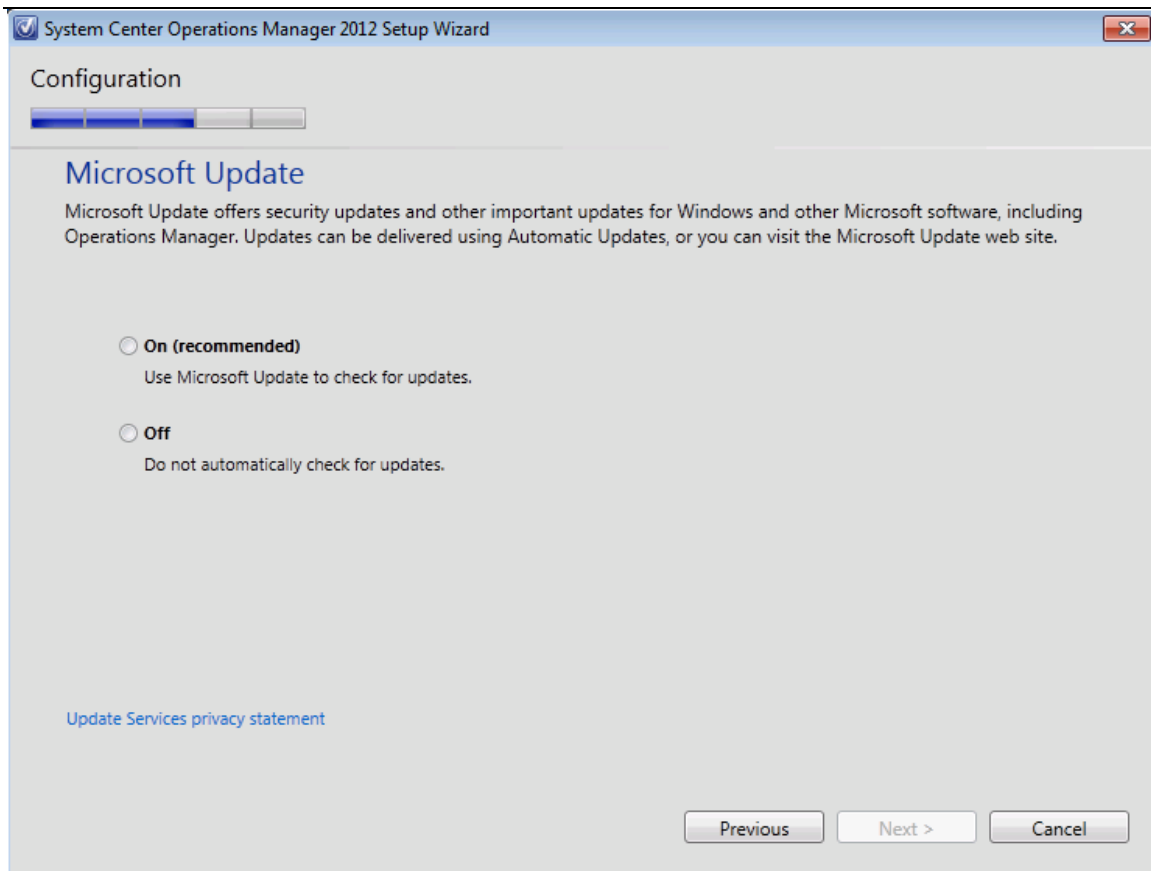 System Center Operations Manager 2012 Setup Wizard
Configuration
Microsoft Update
Microsoft Update offers security updates and other important updates for Windows and other Microsoft software, including
Operations Manager. Updates can be delivered using Automatic Updates, or you can visit the Microsoft Update web site.
On (recommended)
Use Microsoft Update to check for updates.
Off
Do not automatically check for updates.
Update Services privacy statement
Previous Next > Cancel